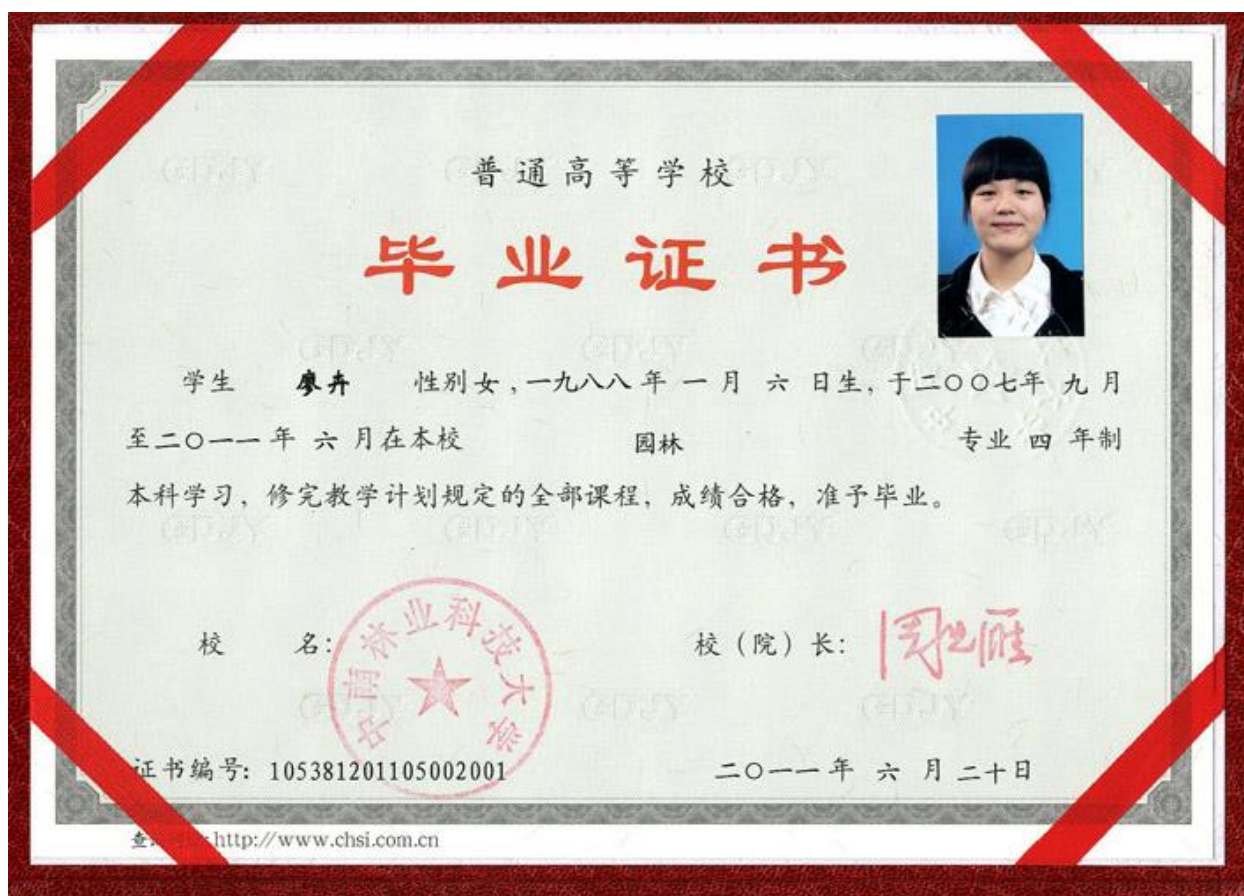 普通高等学校
毕业证书
学生 廖卉 性别女,一九八八年一月六日生,于二〇〇七年九月
至二〇一一年六月在本校 园林 专业四年制
本科学习,修完教学计划规定的全部课程,成绩合格,准予毕业。
校 名: 中南林业科技大学
校(院)长:
证书编号: 105381201105002001 二〇一一年六月二十日
http://www.chsi.com.cn